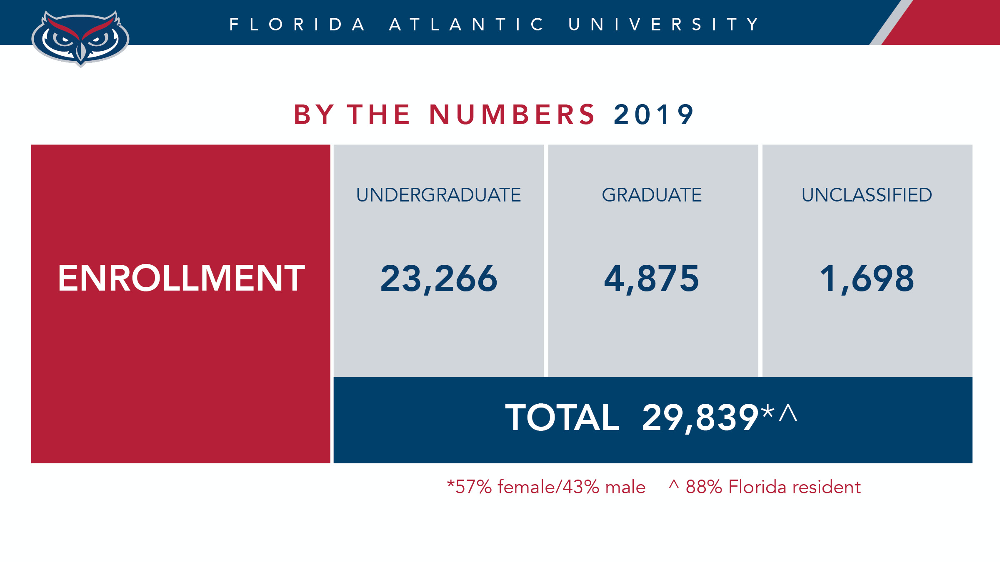 FLORIDA ATLANTIC UNIVERSITY
BY THE NUMBERS 2019
UNDERGRADUATE GRADUATE UNCLASSIFIED
ENROLLMENT 23,266 4,875 1,698
TOTAL 29,839*^
*57% female/43% male ^ 88% Florida resident